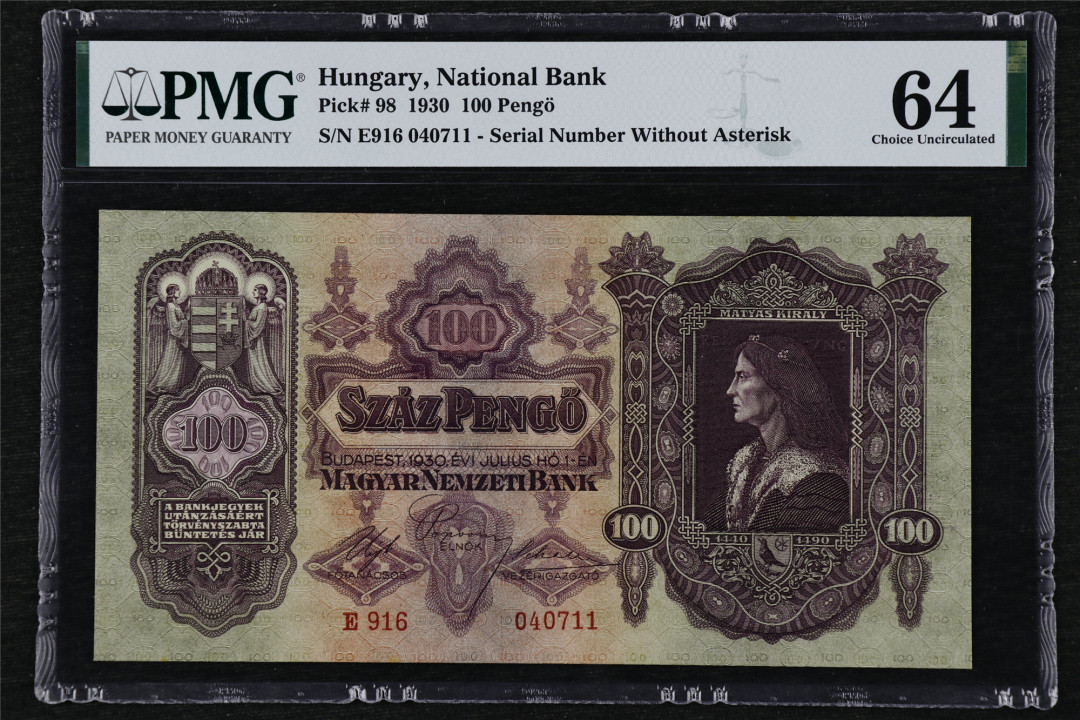 PMG®
PAPER MONEY GUARANTY
Hungary, National Bank
Pick# 98 1930 100 Pengö
S/N E916 040711 - Serial Number Without Asterisk
64
Choice Uncirculated
100
MÁTYÁS KIRÁLY
100
SZÁZ PENGŐ
BUDAPEST, 1930. ÉVI JULIUS HÓ 1-ÉN
MAGYAR NEMZETI BANK
A BANKJEGYEK
UTÁNZÁSÁÉRT
TÖRVÉNYSZABTA
BÜNTETÉS JÁR
ELNÖK
FŐTANÁCSOS
VEZÉRIGAZGATÓ
100
1440 1490
100
E 916
040711